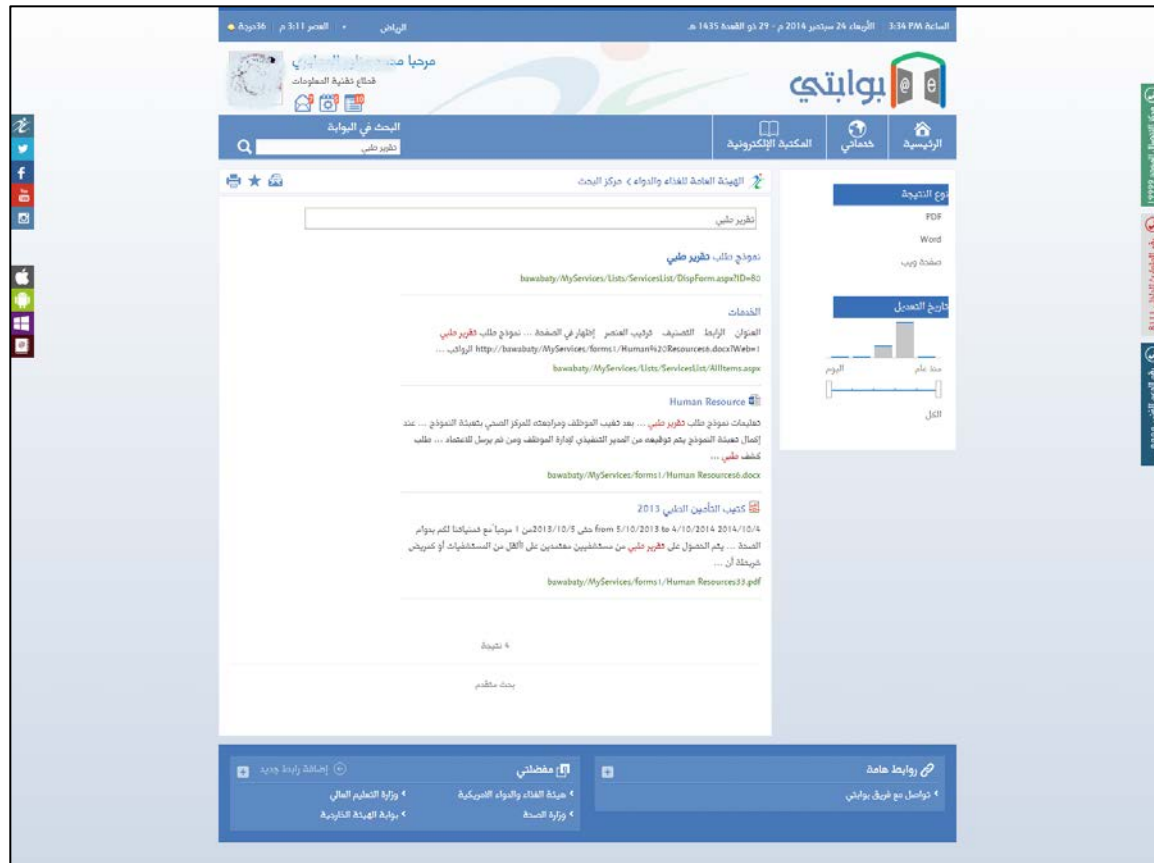 الساعة 3:34 PM الأربعاء 24 سبتمبر 2014 م - 29 ذو القعدة 1435 هـ
الرياض العصر 3:11 م 36درجة
بوابتي
مرحبا محمد
قطاع تقنية المعلومات
الرئيسية
خدماتي
المكتبة الإلكترونية
البحث في البوابة
تقرير طبي
نوع النتيجة
PDF
Word
صفحة ويب
تاريخ التعديل
منذ عام اليوم
الكل
الهيئة العامة للغذاء والدواء > مركز البحث
تقرير طبي
نموذج طلب تقرير طبي
bawabaty/MyServices/Lists/ServicesList/DispForm.aspx?ID=80
الخدمات
العنوان الرابط التصنيف ترتيب العنصر إظهار في الصفحة ... نموذج طلب تقرير طبي
http://bawabaty/MyServices/forms1/Human%20Resources6.docx?Web=1 الرواتب ...
bawabaty/MyServices/Lists/ServicesList/AllItems.aspx
Human Resource
تعليمات نموذج طلب تقرير طبي ... بعد تغيب الموظف ومراجعته للمركز الصحي بتعبئة النموذج ... عند
إكمال تعبئة النموذج يتم توقيعه من المدير التنفيذي لإدارة الموظف ومن ثم يرسل للاعتماد ... طلب
كشف طبي ...
bawabaty/MyServices/forms1/Human Resources6.docx
كتيب التأمين الطبي 2013
from 5/10/2013 to 4/10/2014 2014/10/4 حتى 2013/10/5من 1 مرحباً مع تمنياتنا لكم بدوام
الصحة ... يتم الحصول على تقرير طبي من مستشفيين معتمدين على الأقل من المستشفيات أو كمريض
شريطة أن ...
bawabaty/MyServices/forms1/Human Resources33.pdf
4 نتيجة
بحث متقدم
روابط هامة
تواصل مع فريق بوابتي
مفضلتي
إضافة رابط جديد
هيئة الغذاء والدواء الامريكية
وزارة التعليم العالي
وزارة الصحة
بوابة الهيئة الخارجية